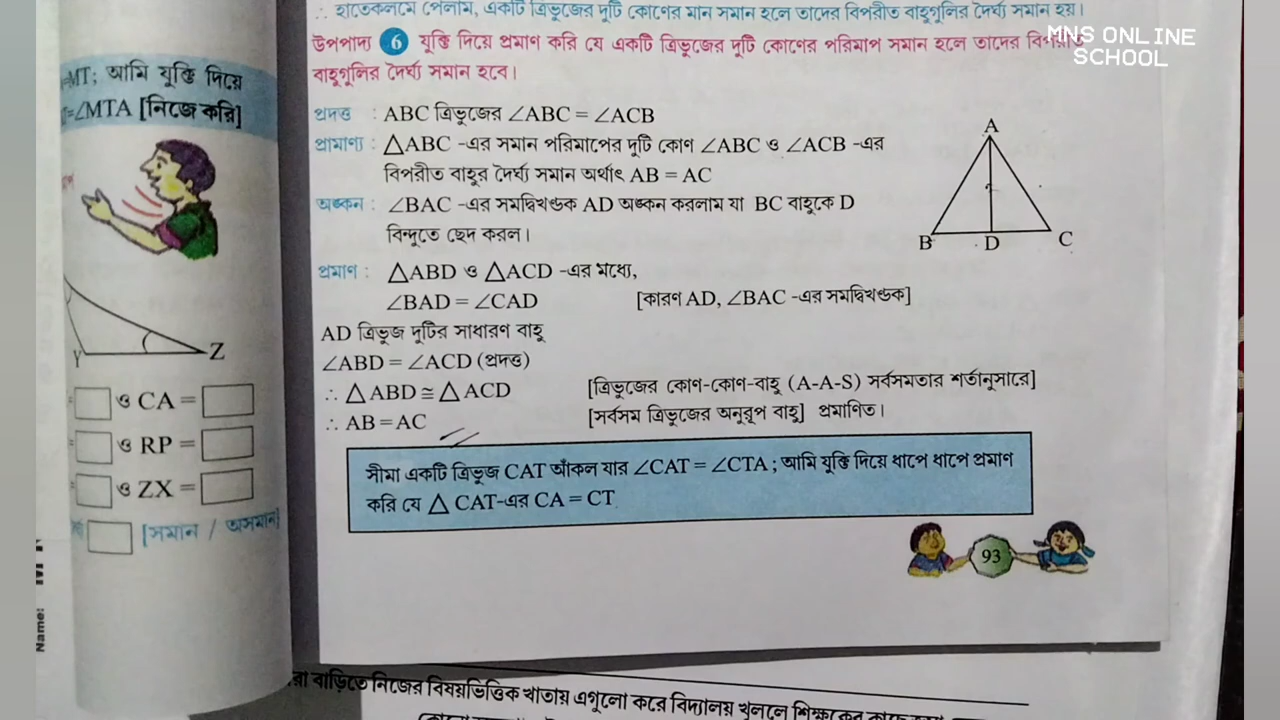 ∴ হাতেকলমে পেলাম, একটি ত্রিভুজের দুটি কোণের মান সমান হলে তাদের বিপরীত বাহুগুলির দৈর্ঘ্য সমান হয়।
MNS ONLINE
SCHOOL
উপপাদ্য 6 যুক্তি দিয়ে প্রমাণ করি যে একটি ত্রিভুজের দুটি কোণের পরিমাপ সমান হলে তাদের বিপরীত
বাহুগুলির দৈর্ঘ্য সমান হবে।
=MT; আমি যুক্তি দিয়ে
=∠MTA [নিজে করি]
প্রদত্ত : ABC ত্রিভুজের ∠ABC = ∠ACB
প্রামাণ্য : △ABC -এর সমান পরিমাপের দুটি কোণ ∠ABC ও ∠ACB -এর
বিপরীত বাহুর দৈর্ঘ্য সমান অর্থাৎ AB = AC
অঙ্কন : ∠BAC -এর সমদ্বিখণ্ডক AD অঙ্কন করলাম যা BC বাহুকে D
বিন্দুতে ছেদ করল।
A
B D C
প্রমাণ : △ABD ও △ACD -এর মধ্যে,
∠BAD = ∠CAD [কারণ AD, ∠BAC -এর সমদ্বিখণ্ডক]
AD ত্রিভুজ দুটির সাধারণ বাহু
∠ABD = ∠ACD (প্রদত্ত)
∴ △ ABD ≅ △ ACD [ত্রিভুজের কোণ-কোণ-বাহু (A-A-S) সর্বসমতার শর্তানুসারে]
∴ AB = AC [সর্বসম ত্রিভুজের অনুরূপ বাহু] প্রমাণিত।
Y Z
ও CA =
ও RP =
ও ZX =
[সমান / অসমান]
সীমা একটি ত্রিভুজ CAT আঁকল যার ∠CAT = ∠CTA ; আমি যুক্তি দিয়ে ধাপে ধাপে প্রমাণ
করি যে △ CAT-এর CA = CT
93
Name:
বাড়িতে নিজের বিষয়ভিত্তিক খাতায় এগুলো করে বিদ্যালয় খুললে শিক্ষকের